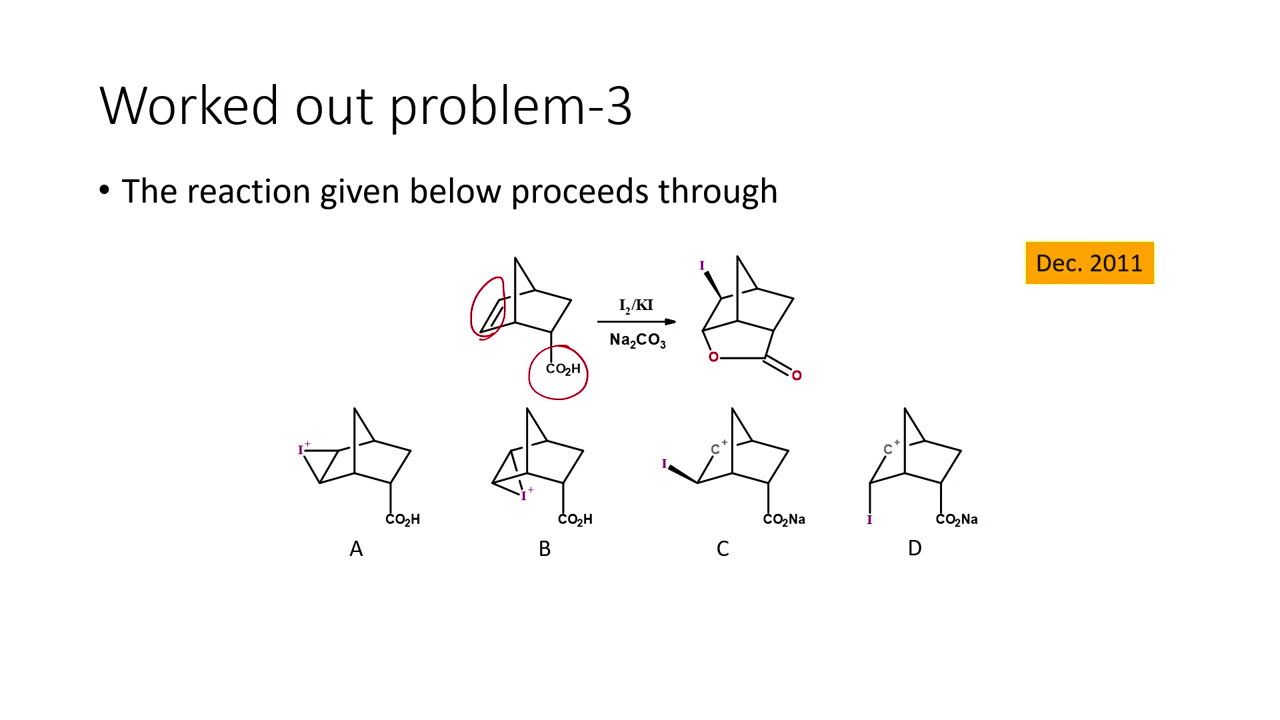 Worked out problem-3
• The reaction given below proceeds through
Dec. 2011
CO₂H
I₂/KI
Na₂CO₃
I
O
O
I⁺
CO₂H
A
I⁺
CO₂H
B
C⁺
I
CO₂Na
C
C⁺
I
CO₂Na
D